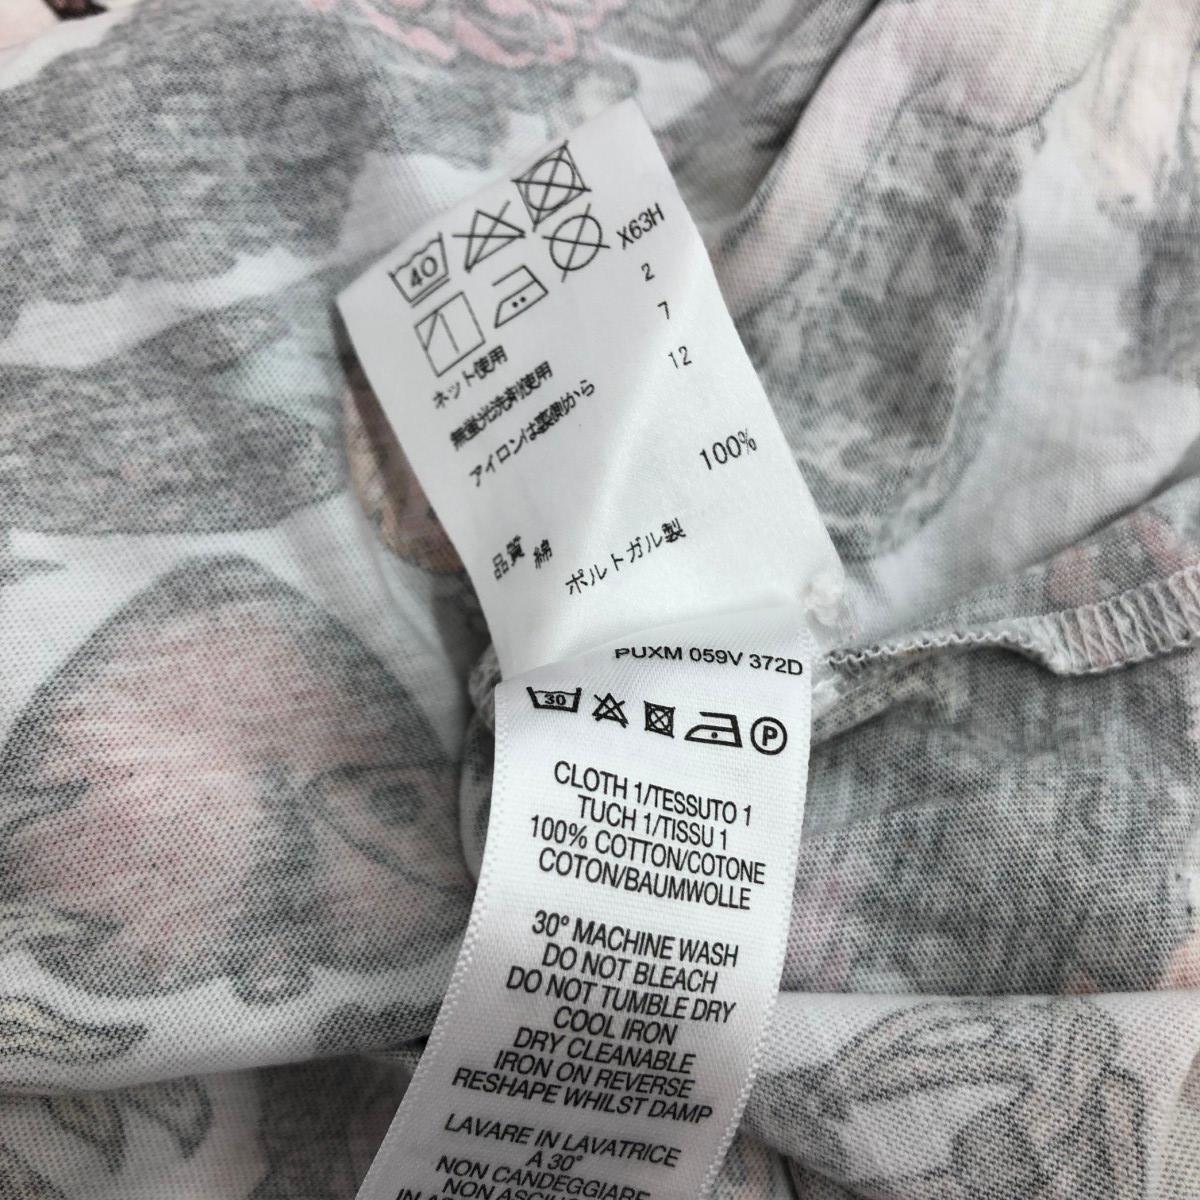 40
X63H
2
7
12
ネット使用
無蛍光洗剤使用
アイロンは裏側から
品質 綿 100%
ポルトガル製
PUXM 059V 372D
30
P
CLOTH 1/TESSUTO 1
TUCH 1/TISSU 1
100% COTTON/COTONE
COTON/BAUMWOLLE
30° MACHINE WASH
DO NOT BLEACH
DO NOT TUMBLE DRY
COOL IRON
DRY CLEANABLE
IRON ON REVERSE
RESHAPE WHILST DAMP
LAVARE IN LAVATRICE
A 30°
NON CANDEGGIARE